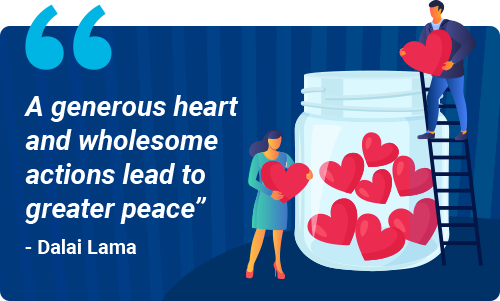 “
A generous heart
and wholesome
actions lead to
greater peace”
- Dalai Lama